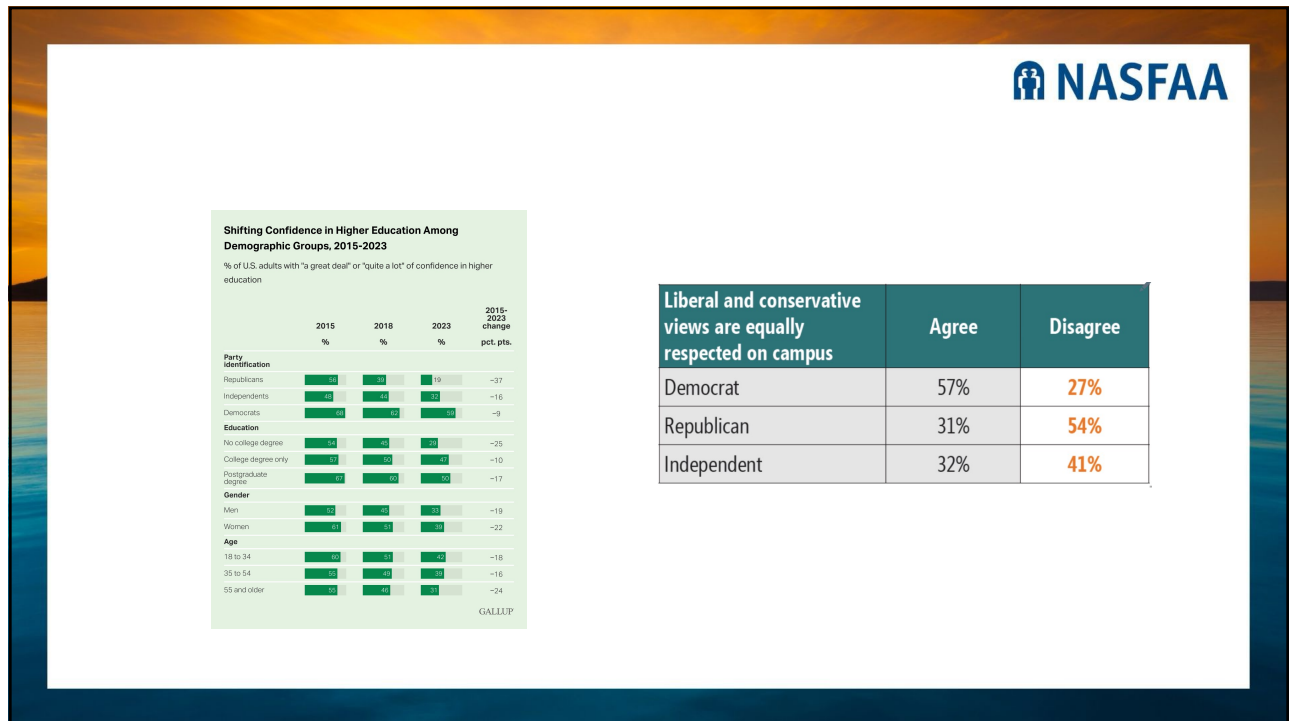 NASFAA
Shifting Confidence in Higher Education Among
Demographic Groups, 2015-2023
% of U.S. adults with "a great deal" or "quite a lot" of confidence in higher
education
2015 2018 2023 2015-
2023
change
% % % pct. pts.
Party
identification
Republicans 56 39 19 −37
Independents 48 44 32 −16
Democrats 68 62 59 −9
Education
No college degree 54 45 29 −25
College degree only 57 50 47 −10
Postgraduate
degree 67 60 50 −17
Gender
Men 52 45 33 −19
Women 61 51 39 −22
Age
18 to 34 60 51 42 −18
35 to 54 55 49 39 −16
55 and older 55 46 31 −24
GALLUP
Liberal and conservative
views are equally
respected on campus
Agree Disagree
Democrat 57% 27%
Republican 31% 54%
Independent 32% 41%